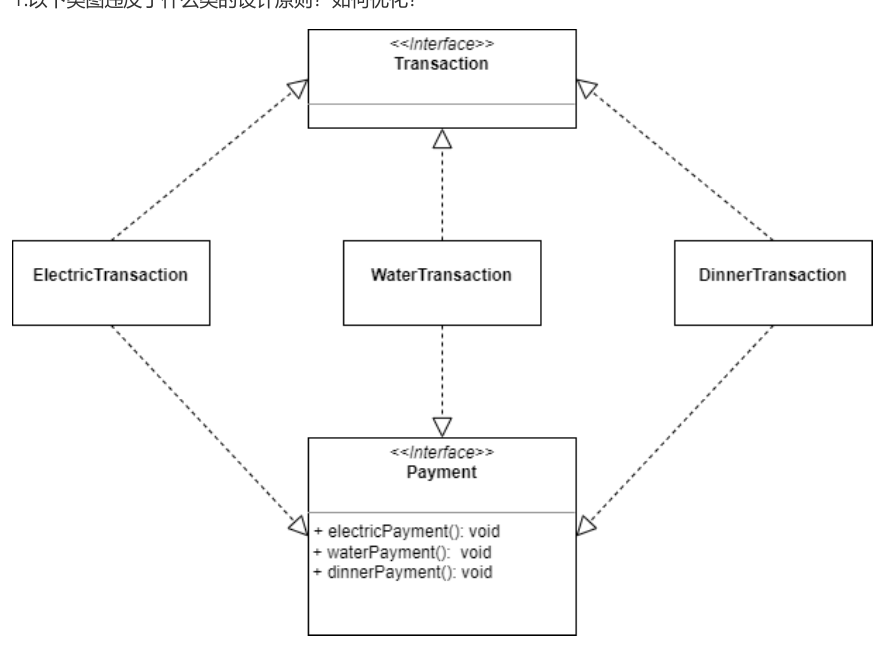 1.以下类图违反了什么类的设计原则？如何优化？
<<Interface>>
Transaction
ElectricTransaction
WaterTransaction
DinnerTransaction
<<Interface>>
Payment
+ electricPayment(): void
+ waterPayment():  void
+ dinnerPayment(): void